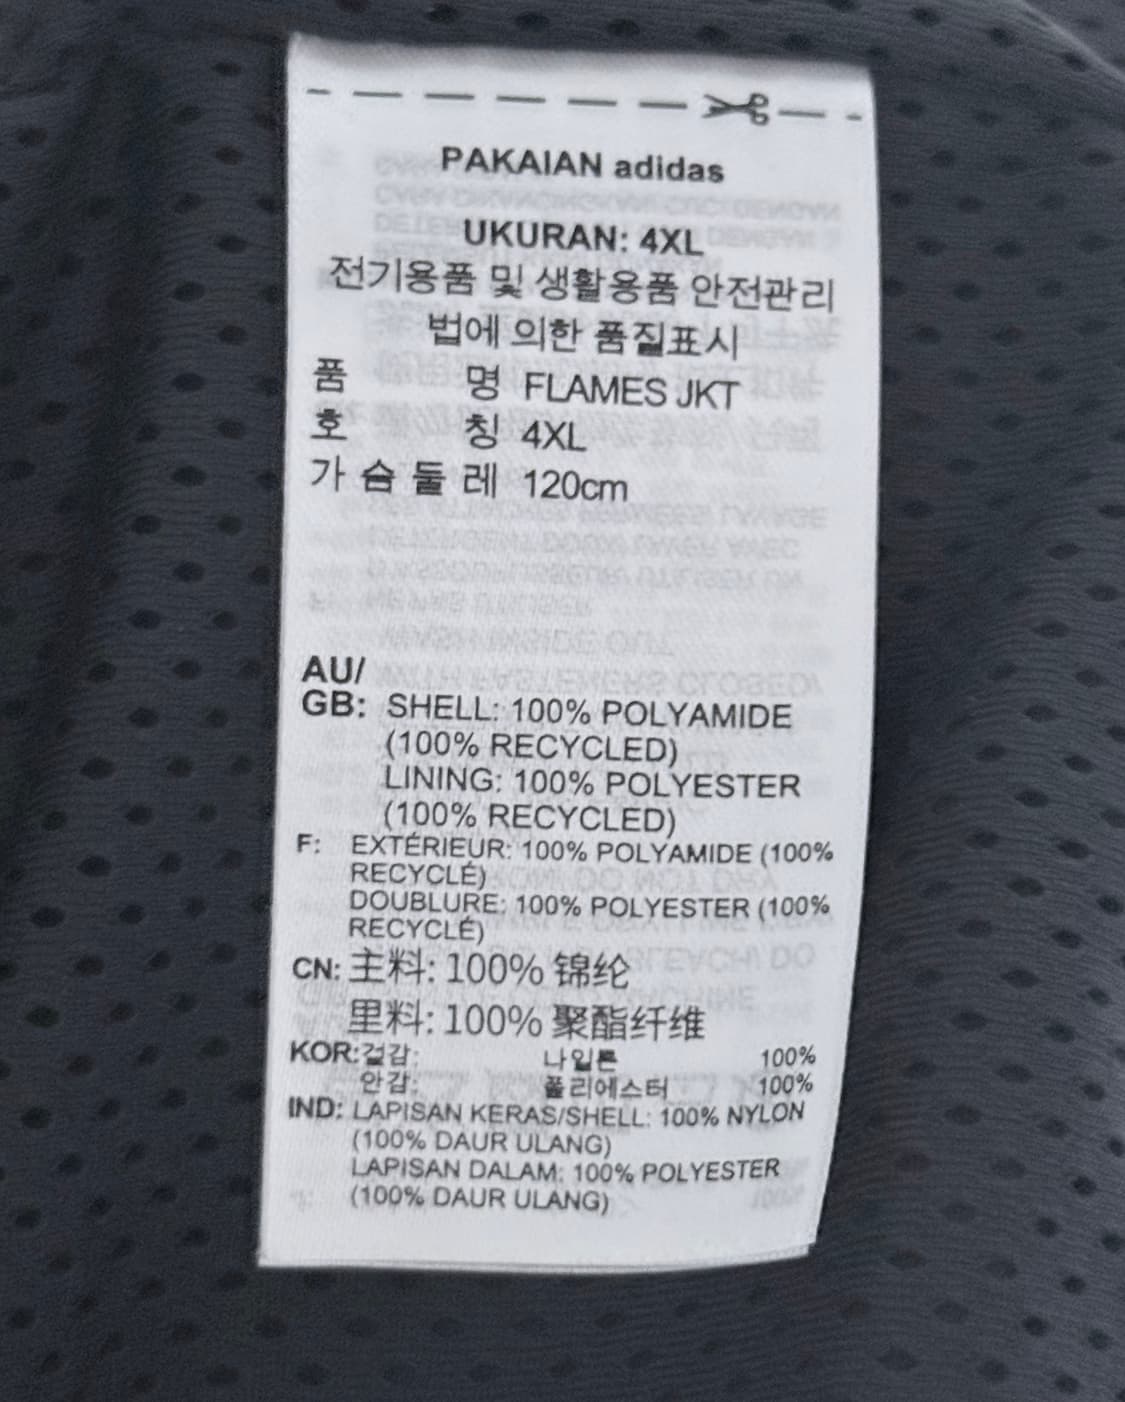 PAKAIAN adidas
UKURAN: 4XL
전기용품 및 생활용품 안전관리
법에 의한 품질표시
품 명 FLAMES JKT
호 칭 4XL
가 슴 둘 레 120cm
AU/
GB: SHELL: 100% POLYAMIDE
(100% RECYCLED)
LINING: 100% POLYESTER
(100% RECYCLED)
F: EXTÉRIEUR: 100% POLYAMIDE (100%
RECYCLÉ)
DOUBLURE: 100% POLYESTER (100%
RECYCLÉ)
CN: 主料: 100% 锦纶
里料: 100% 聚酯纤维
KOR: 겉감: 나일론 100%
안감: 폴리에스터 100%
IND: LAPISAN KERAS/SHELL: 100% NYLON
(100% DAUR ULANG)
LAPISAN DALAM: 100% POLYESTER
(100% DAUR ULANG)